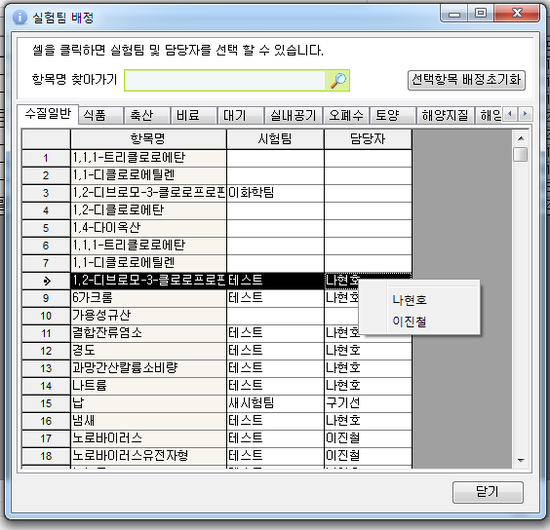 실험팀 배정
셀을 클릭하면 실험팀 및 담당자를 선택 할 수 있습니다.
항목명 찾아가기
선택항목 배정초기화
수질일반 식품 축산 비료 대기 실내공기 오폐수 토양 해양지질
항목명 시험팀 담당자
1 1,1,1-트리클로로에탄
2 1,1-디클로로에틸렌
3 1,2-디브로모-3-클로로프로판 이화학팀
4 1,2-디클로로에탄
5 1,4-다이옥산
6 1,1,1-트리클로로에탄
7 1,1-디클로로에틸렌
1,2-디브로모-3-클로로프로판 테스트 나현호
9 6가크롬 테스트 나현호
10 가용성규산
11 결합잔류염소 테스트 나현호
12 경도 테스트 나현호
13 과망간산칼륨소비량 테스트 나현호
14 나트륨 테스트 나현호
15 납 새시험팀 구기선
16 냄새 테스트 나현호
17 노로바이러스 테스트 이진철
18 노로바이러스유전자형 테스트 이진철
나현호
이진철
닫기